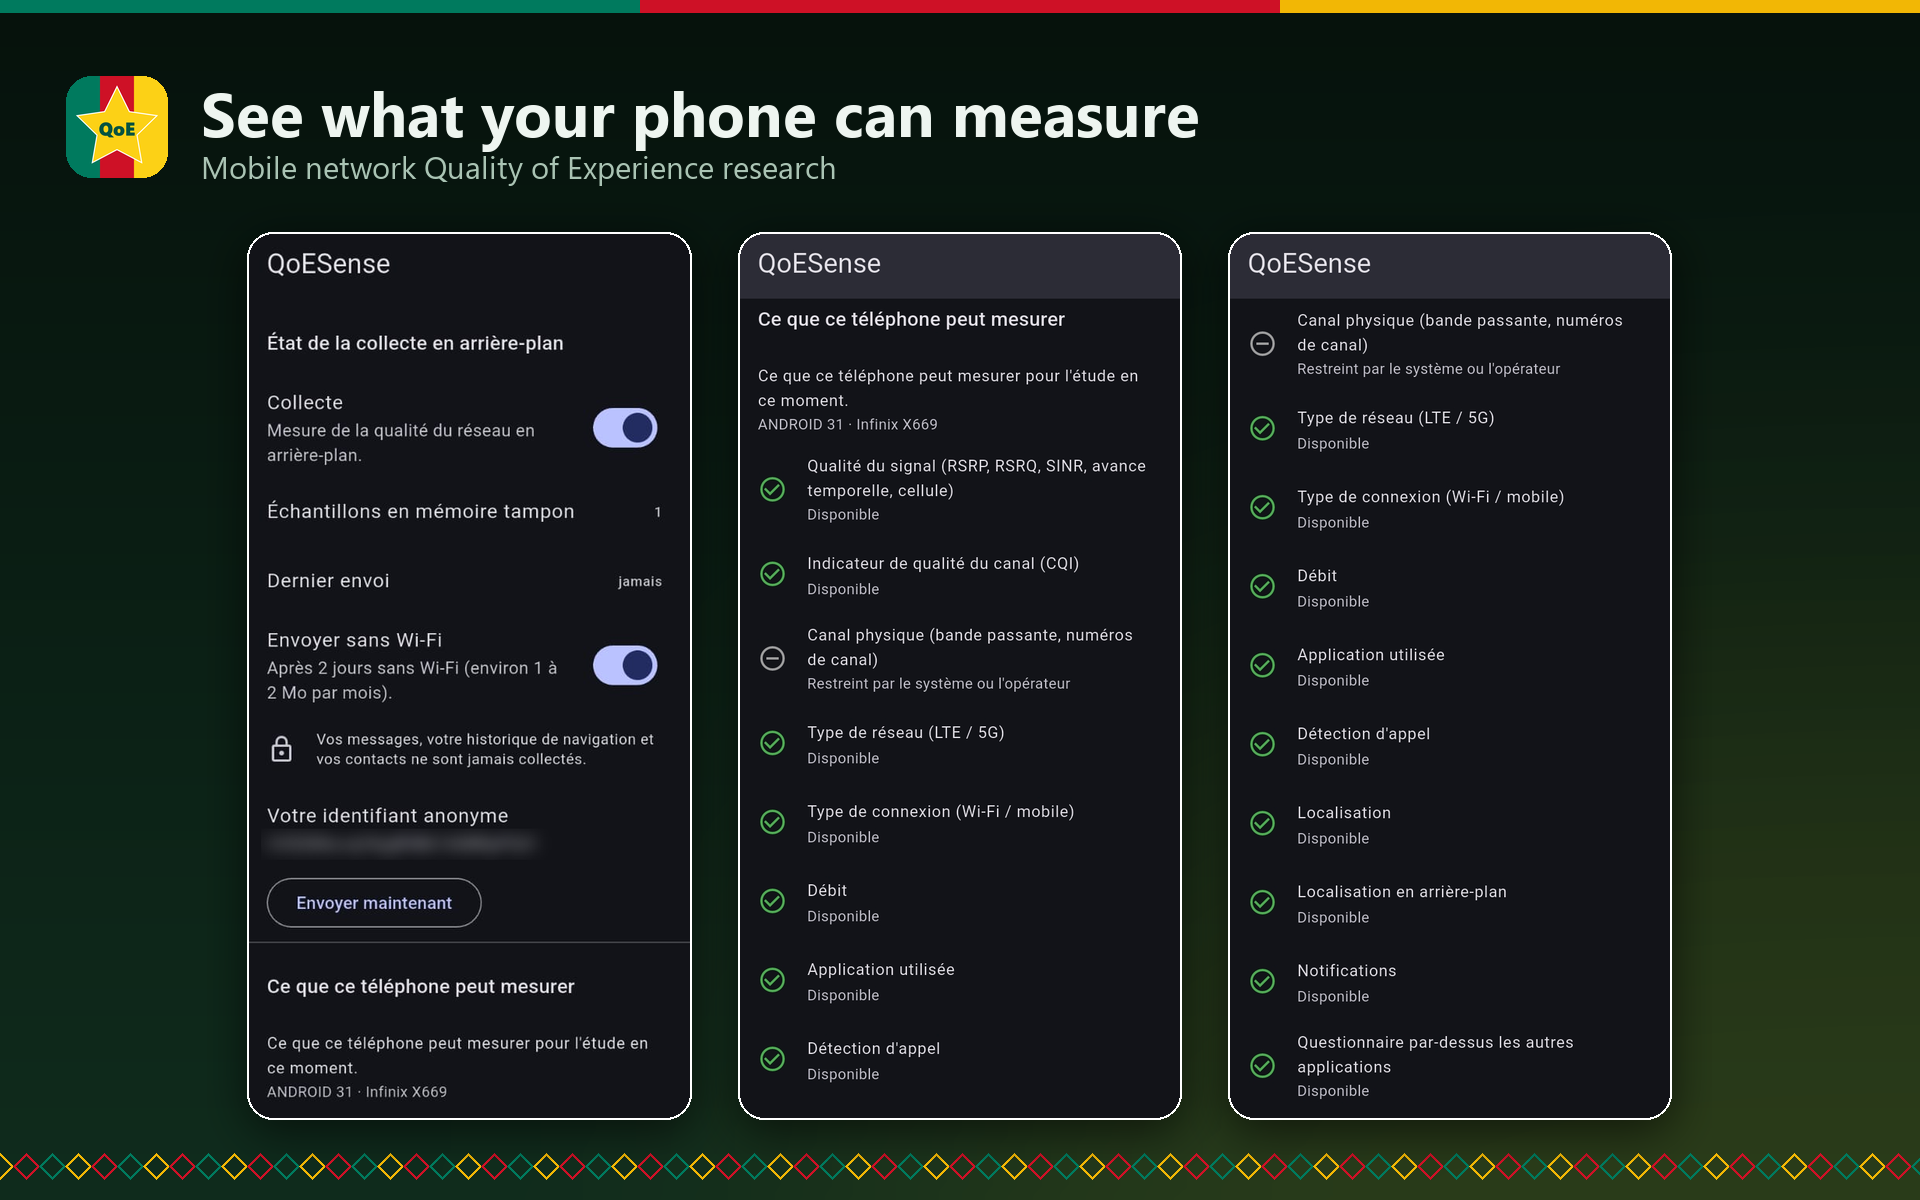 QoE
See what your phone can measure
Mobile network Quality of Experience research
QoESense
État de la collecte en arrière-plan
Collecte
Mesure de la qualité du réseau en
arrière-plan.
Échantillons en mémoire tampon 1
Dernier envoi jamais
Envoyer sans Wi-Fi
Après 2 jours sans Wi-Fi (environ 1 à
2 Mo par mois).
Vos messages, votre historique de navigation et
vos contacts ne sont jamais collectés.
Votre identifiant anonyme
Envoyer maintenant
Ce que ce téléphone peut mesurer
Ce que ce téléphone peut mesurer pour l'étude en
ce moment.
ANDROID 31 · Infinix X669
QoESense
Ce que ce téléphone peut mesurer
Ce que ce téléphone peut mesurer pour l'étude en
ce moment.
ANDROID 31 · Infinix X669
Qualité du signal (RSRP, RSRQ, SINR, avance
temporelle, cellule)
Disponible
Indicateur de qualité du canal (CQI)
Disponible
Canal physique (bande passante, numéros
de canal)
Restreint par le système ou l'opérateur
Type de réseau (LTE / 5G)
Disponible
Type de connexion (Wi-Fi / mobile)
Disponible
Débit
Disponible
Application utilisée
Disponible
Détection d'appel
Disponible
QoESense
Canal physique (bande passante, numéros
de canal)
Restreint par le système ou l'opérateur
Type de réseau (LTE / 5G)
Disponible
Type de connexion (Wi-Fi / mobile)
Disponible
Débit
Disponible
Application utilisée
Disponible
Détection d'appel
Disponible
Localisation
Disponible
Localisation en arrière-plan
Disponible
Notifications
Disponible
Questionnaire par-dessus les autres
applications
Disponible